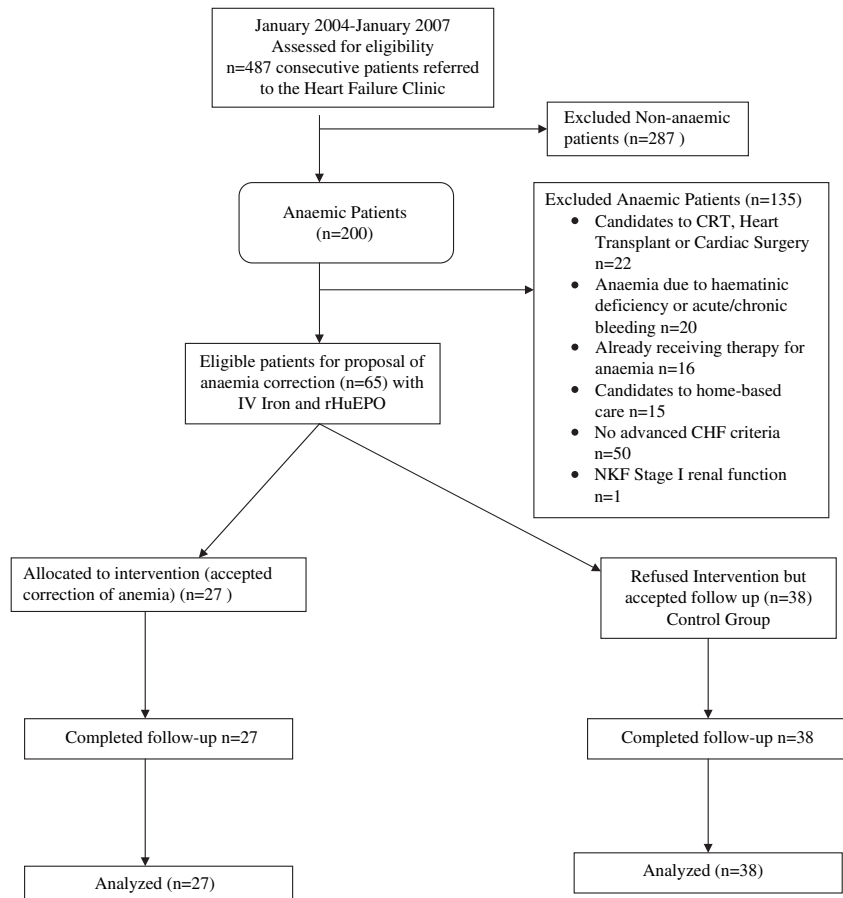 January 2004-January 2007
Assessed for eligibility
n=487 consecutive patients referred
to the Heart Failure Clinic
Excluded Non-anaemic
patients (n=287 )
Anaemic Patients
(n=200)
Excluded Anaemic Patients (n=135)
• Candidates to CRT, Heart
Transplant or Cardiac Surgery
n=22
• Anaemia due to haematinic
deficiency or acute/chronic
bleeding n=20
• Already receiving therapy for
anaemia n=16
• Candidates to home-based
care n=15
• No advanced CHF criteria
n=50
• NKF Stage I renal function
n=1
Eligible patients for proposal of
anaemia correction (n=65) with
IV Iron and rHuEPO
Allocated to intervention (accepted
correction of anemia) (n=27 )
Refused Intervention but
accepted follow up (n=38)
Control Group
Completed follow-up n=27
Completed follow-up n=38
Analyzed (n=27)
Analyzed (n=38)